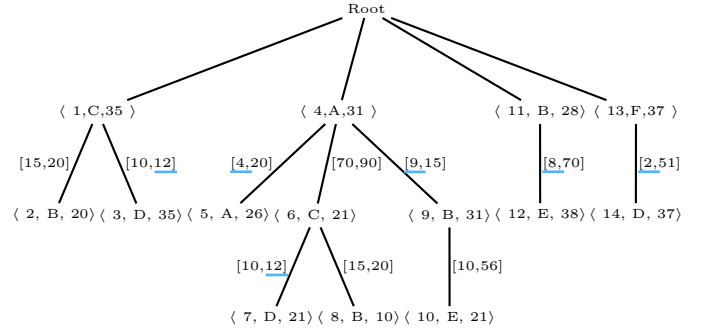 Root
⟨ 1,C,35 ⟩ ⟨ 4,A,31 ⟩ ⟨ 11, B, 28⟩ ⟨ 13,F,37 ⟩
[15,20] [10,12] [4,20] [70,90] [9,15] [8,70] [2,51]
⟨ 2, B, 20⟩ ⟨ 3, D, 35⟩ ⟨ 5, A, 26⟩ ⟨ 6, C, 21⟩ ⟨ 9, B, 31⟩ ⟨ 12, E, 38⟩ ⟨ 14, D, 37⟩
[10,12] [15,20] [10,56]
⟨ 7, D, 21⟩ ⟨ 8, B, 10⟩ ⟨ 10, E, 21⟩